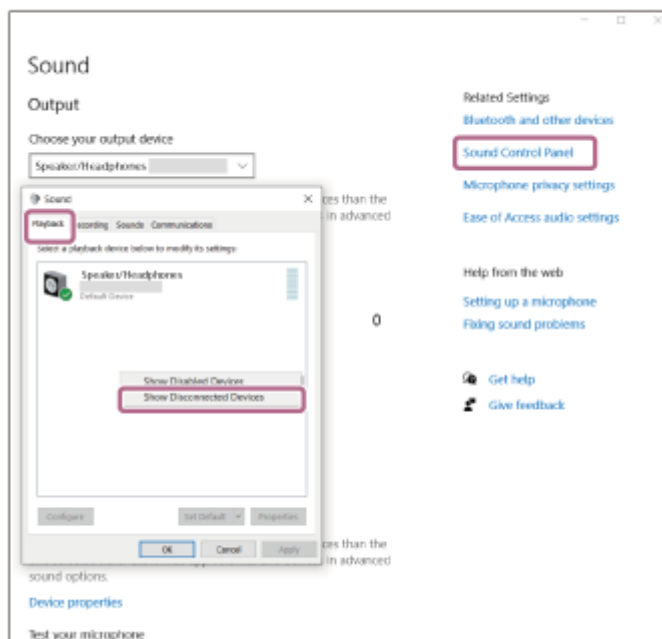 Sound
Output
Choose your output device
Speaker/Headphones
Sound
Playback Recording Sounds Communications
Select a playback device below to modify its settings:
Speaker/Headphones
Default Device
Show Disabled Devices
Show Disconnected Devices
Configure Set Default Properties
OK Cancel Apply
ces than the
in advanced
0
ces than the
in advanced
sound options.
Device properties
Test your microphone
Related Settings
Bluetooth and other devices
Sound Control Panel
Microphone privacy settings
Ease of Access audio settings
Help from the web
Setting up a microphone
Fixing sound problems
Get help
Give feedback